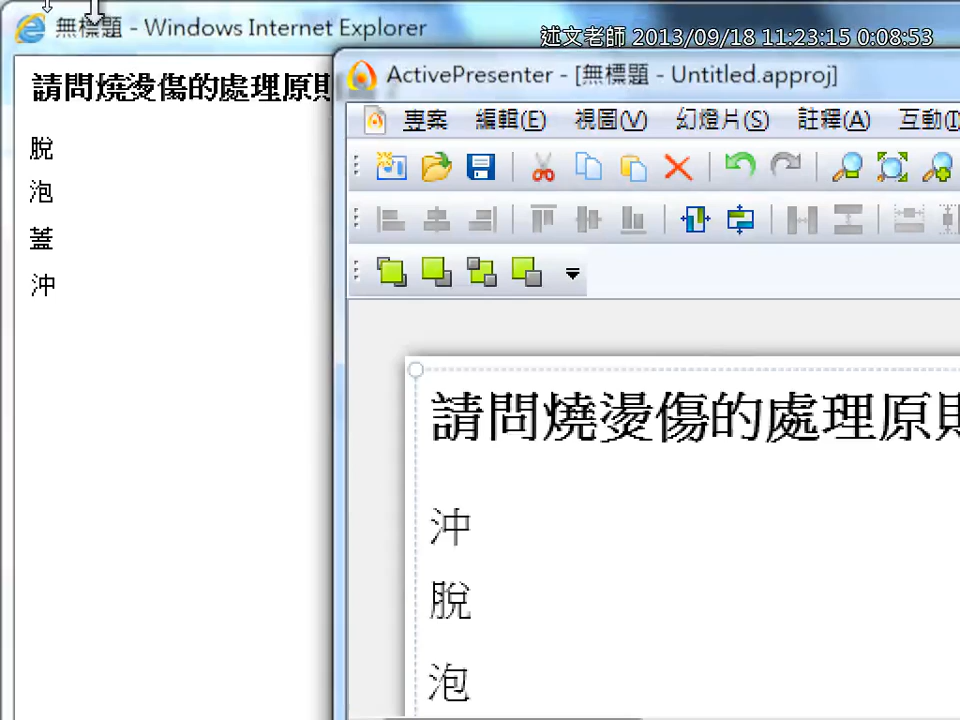 無標題 - Windows Internet Explorer
述文老師 2013/09/18 11:23:15 0:08:53
請問燒燙傷的處理原則
脫
泡
蓋
沖
ActivePresenter - [無標題 - Untitled.approj]
專案 編輯(E) 視圖(V) 幻燈片(S) 註釋(A) 互動(I
請問燒燙傷的處理原則
沖
脫
泡